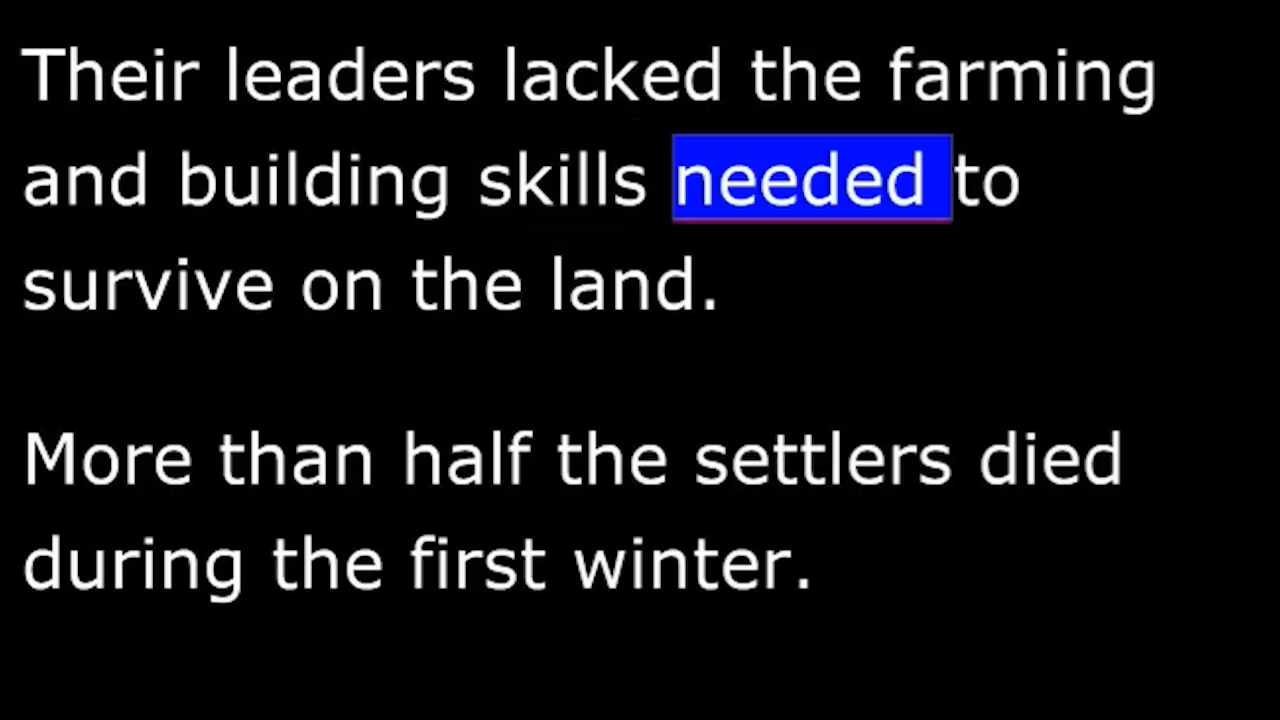 Their leaders lacked the farming
and building skills needed to
survive on the land.
More than half the settlers died
during the first winter.